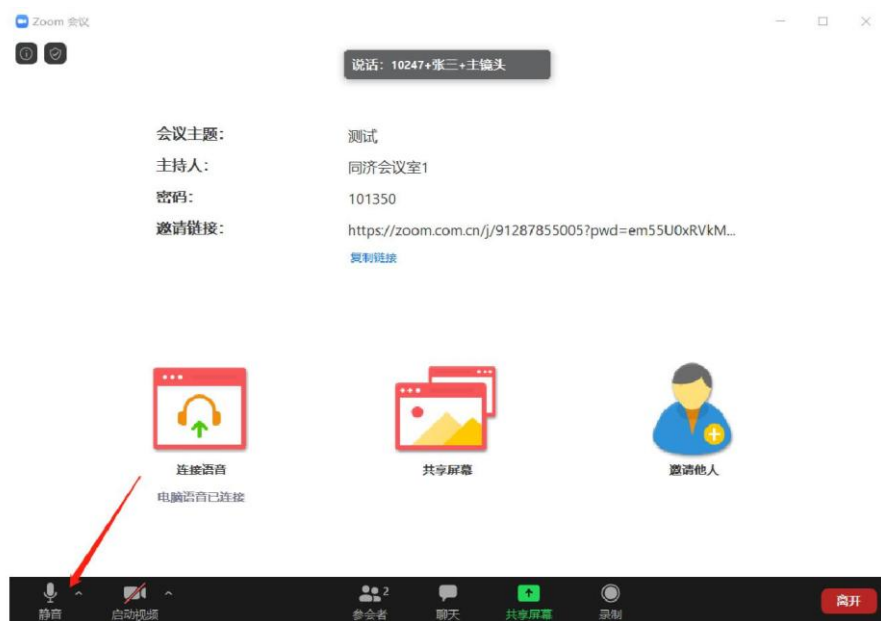 Zoom 会议
说话: 10247+张三+主镜头
会议主题:
测试
主持人:
同济会议室1
密码:
101350
邀请链接:
https://zoom.com.cn/j/91287855005?pwd=em55U0xRVkM...
复制链接
连接语音
共享屏幕
邀请他人
电脑语音已连接
2
静音
启动视频
参会者
聊天
共享屏幕
录制
离开